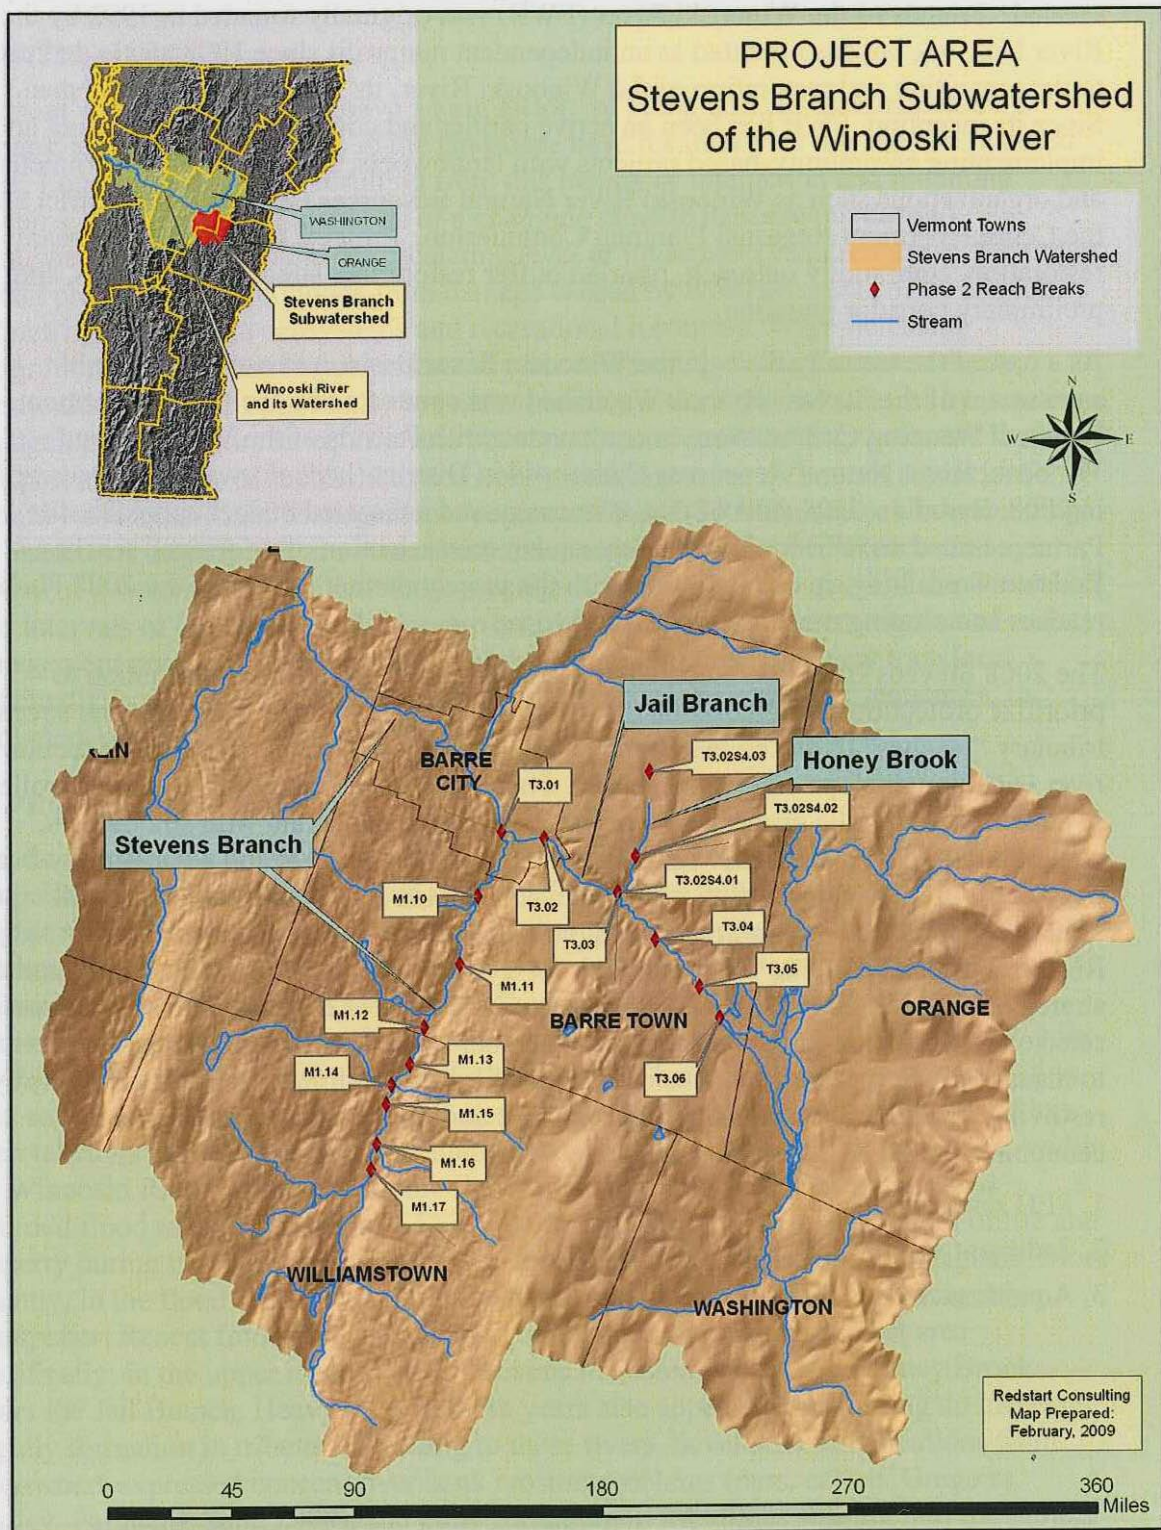 PROJECT AREA
Stevens Branch Subwatershed
of the Winooski River
WASHINGTON
ORANGE
Stevens Branch
Subwatershed
Winooski River
and its Watershed
Vermont Towns
Stevens Branch Watershed
Phase 2 Reach Breaks
Stream
N
W
E
S
Jail Branch
Honey Brook
Stevens Branch
BARRE
CITY
T3.01
T3.02S4.03
T3.02S4.02
T3.02S4.01
M1.10
T3.02
T3.03
T3.04
T3.05
M1.11
M1.12
BARRE TOWN
ORANGE
M1.13
M1.14
T3.06
M1.15
M1.16
M1.17
WILLIAMSTOWN
WASHINGTON
Redstart Consulting
Map Prepared:
February, 2009
0 45 90 180 270 360
Miles